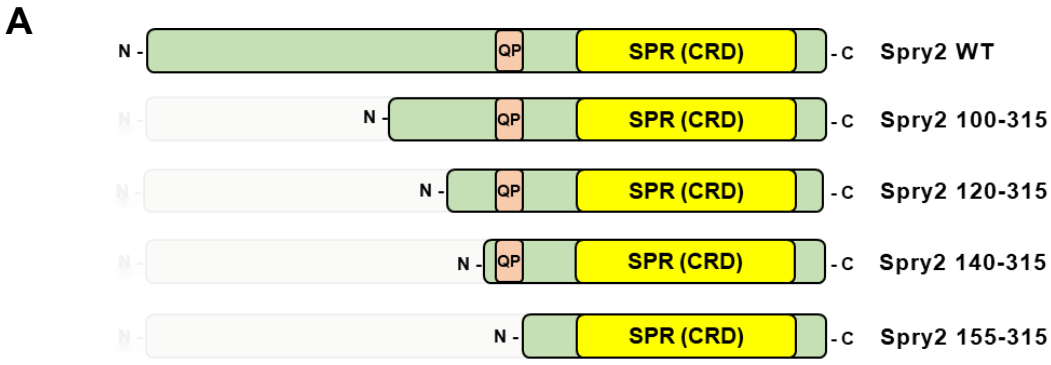 A
N - QP SPR (CRD) - C Spry2 WT
N - N - QP SPR (CRD) - C Spry2 100-315
N - N - QP SPR (CRD) - C Spry2 120-315
N - N - QP SPR (CRD) - C Spry2 140-315
N - N - SPR (CRD) - C Spry2 155-315